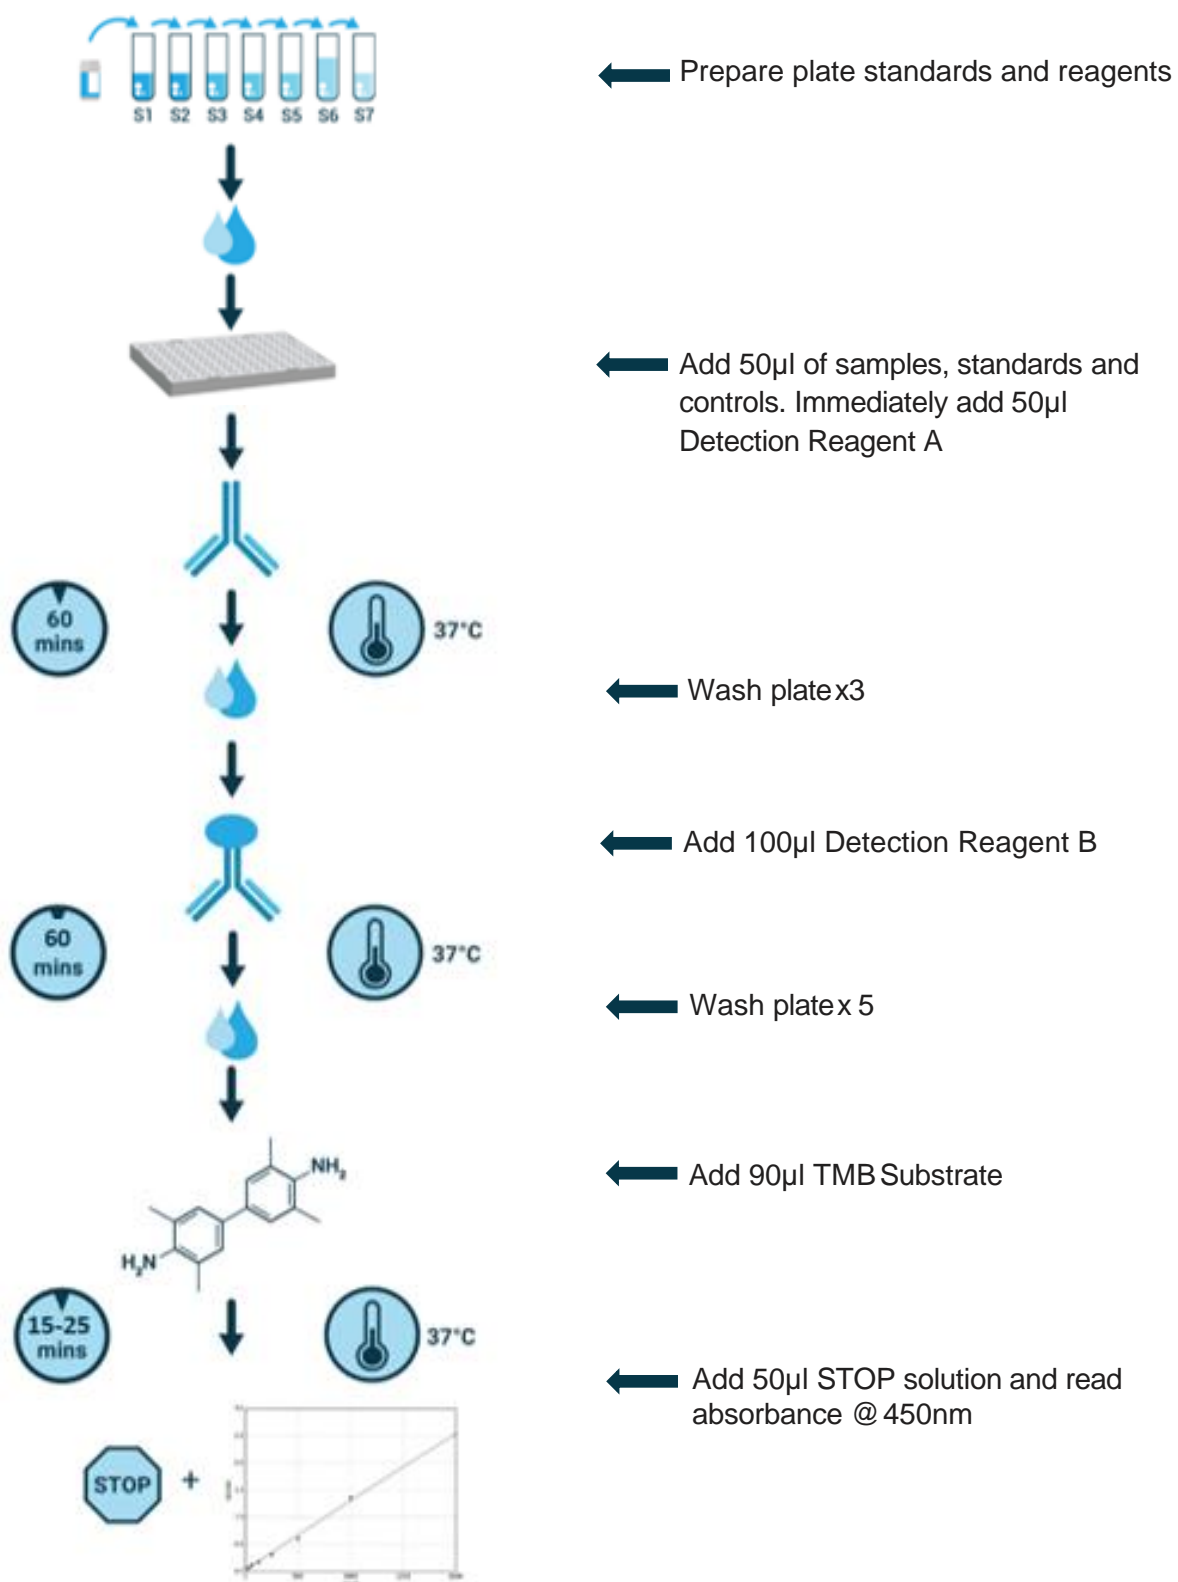 Prepare plate standards and reagents
S1 S2 S3 S4 S5 S6 S7
Add 50µl of samples, standards and
controls. Immediately add 50µl
Detection Reagent A
60
mins
37°C
Wash plate x3
Add 100µl Detection Reagent B
60
mins
37°C
Wash plate x 5
NH2
H2N
Add 90µl TMB Substrate
15-25
mins
37°C
Add 50µl STOP solution and read
absorbance @ 450nm
STOP +